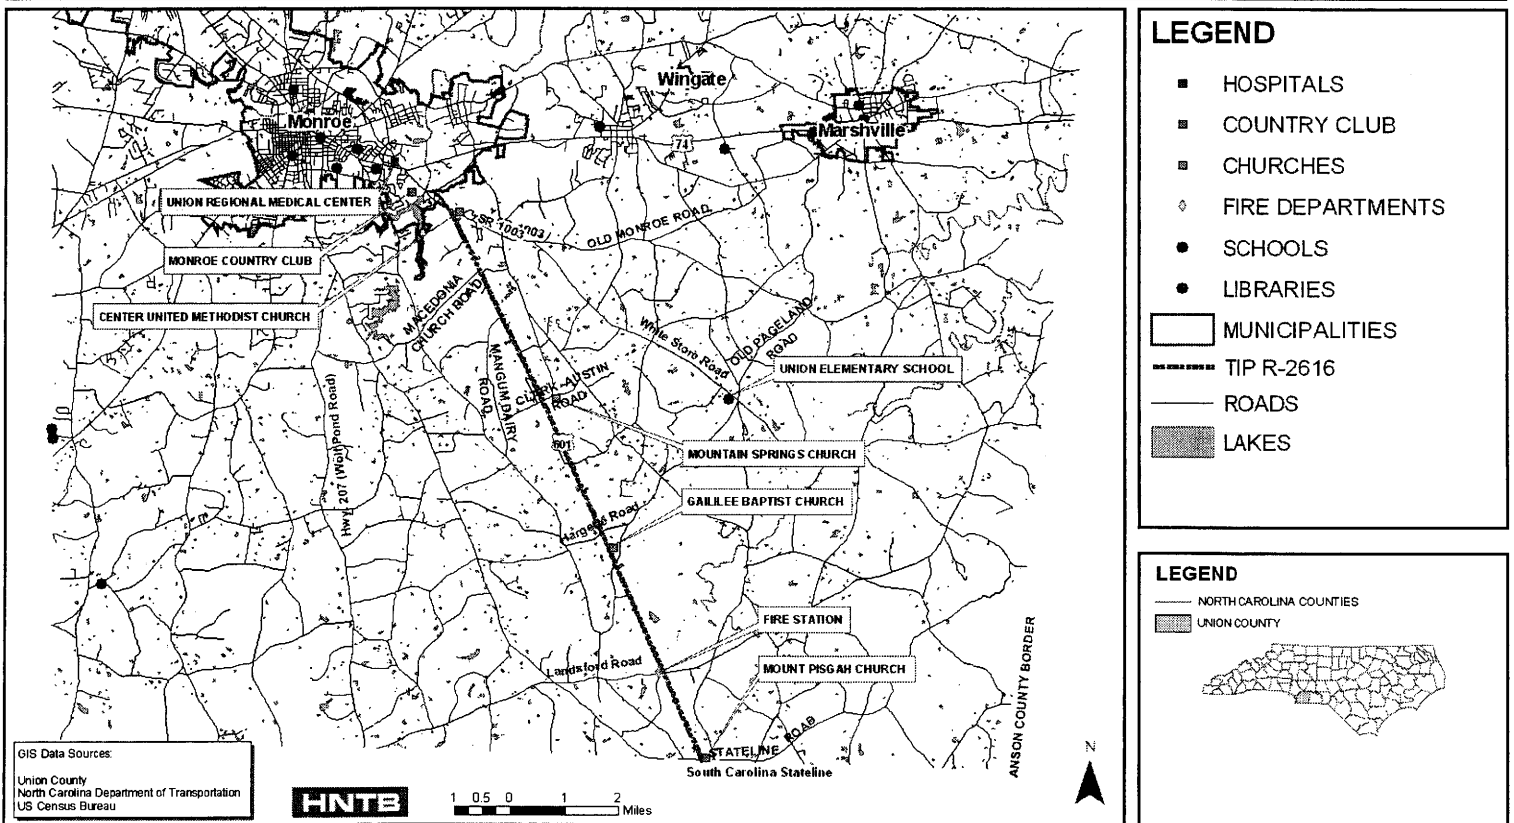 Wingate
Monroe
Marshville
74
UNION REGIONAL MEDICAL CENTER
SR 1003
1003
OLD MONROE ROAD
MONROE COUNTRY CLUB
CENTER UNITED METHODIST CHURCH
MACEDONIA
CHURCH ROAD
White Store Road
OLD PAGELAND
ROAD
UNION ELEMENTARY SCHOOL
MANGUM DAIRY
ROAD
CLERK AUSTIN
ROAD
Hwy. 207 (Wolf Pond Road)
601
MOUNTAIN SPRINGS CHURCH
GAILILEE BAPTIST CHURCH
Road
FIRE STATION
Landsford Road
MOUNT PISGAH CHURCH
STATELINE ROAD
South Carolina Stateline
ANSON COUNTY BORDER
GIS Data Sources:
Union County
North Carolina Department of Transportation
US Census Bureau
HNTB
1 0.5 0 1 2
Miles
N
LEGEND
HOSPITALS
COUNTRY CLUB
CHURCHES
FIRE DEPARTMENTS
SCHOOLS
LIBRARIES
MUNICIPALITIES
TIP R-2616
ROADS
LAKES
LEGEND
NORTH CAROLINA COUNTIES
UNION COUNTY